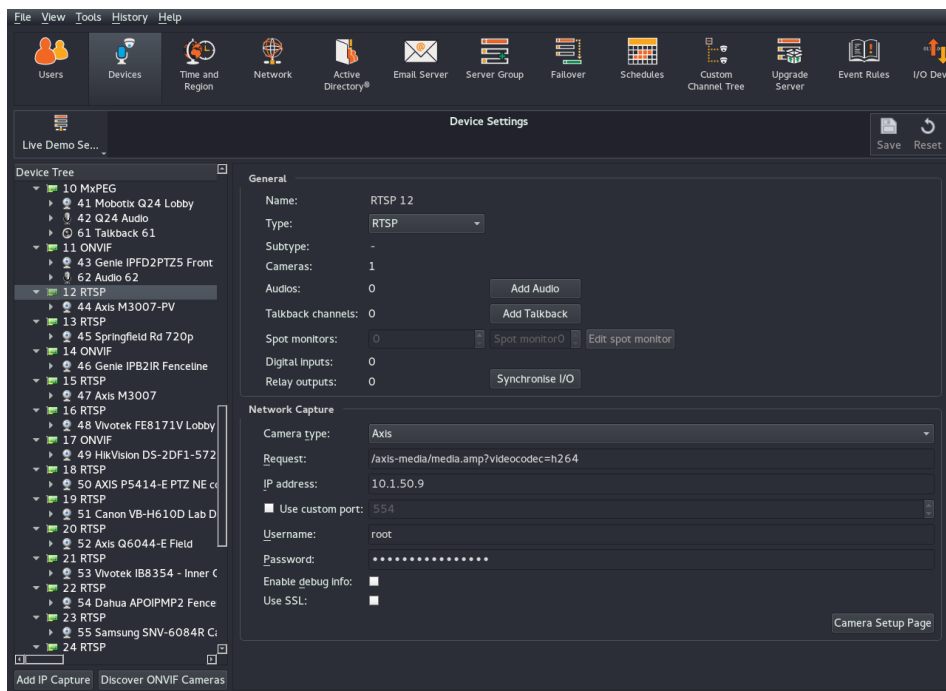 File View Tools History Help
Users Devices Time and Region Network Active Directory® Email Server Server Group Failover Schedules Custom Channel Tree Upgrade Server Event Rules I/O Dev
Live Demo Se... Device Settings Save Reset
Device Tree
10 MxPEG
41 Mobotix Q24 Lobby
42 Q24 Audio
61 Talkback 61
11 ONVIF
43 Genie IPFD2PTZ5 Front
62 Audio 62
12 RTSP
44 Axis M3007-PV
13 RTSP
45 Springfield Rd 720p
14 ONVIF
46 Genie IPB2IR Fenceline
15 RTSP
47 Axis M3007
16 RTSP
48 Vivotek FE8171V Lobby
17 ONVIF
49 HikVision DS-2DF1-572
18 RTSP
50 AXIS P5414-E PTZ NE co
19 RTSP
51 Canon VB-H610D Lab D
20 RTSP
52 Axis Q6044-E Field
21 RTSP
53 Vivotek IB8354 - Inner C
22 RTSP
54 Dahua APOIPMP2 Fence
23 RTSP
55 Samsung SNV-6084R Ca
24 RTSP
Add IP Capture Discover ONVIF Cameras
General
Name: RTSP 12
Type: RTSP
Subtype: -
Cameras: 1
Audios: 0 Add Audio
Talkback channels: 0 Add Talkback
Spot monitors: 0 Spot monitor0 Edit spot monitor
Digital inputs: 0
Relay outputs: 0 Synchronise I/O
Network Capture
Camera type: Axis
Request: /axis-media/media.amp?videocodec=h264
IP address: 10.1.50.9
Use custom port: 554
Username: root
Password: ••••••••••••••••
Enable debug info:
Use SSL:
Camera Setup Page